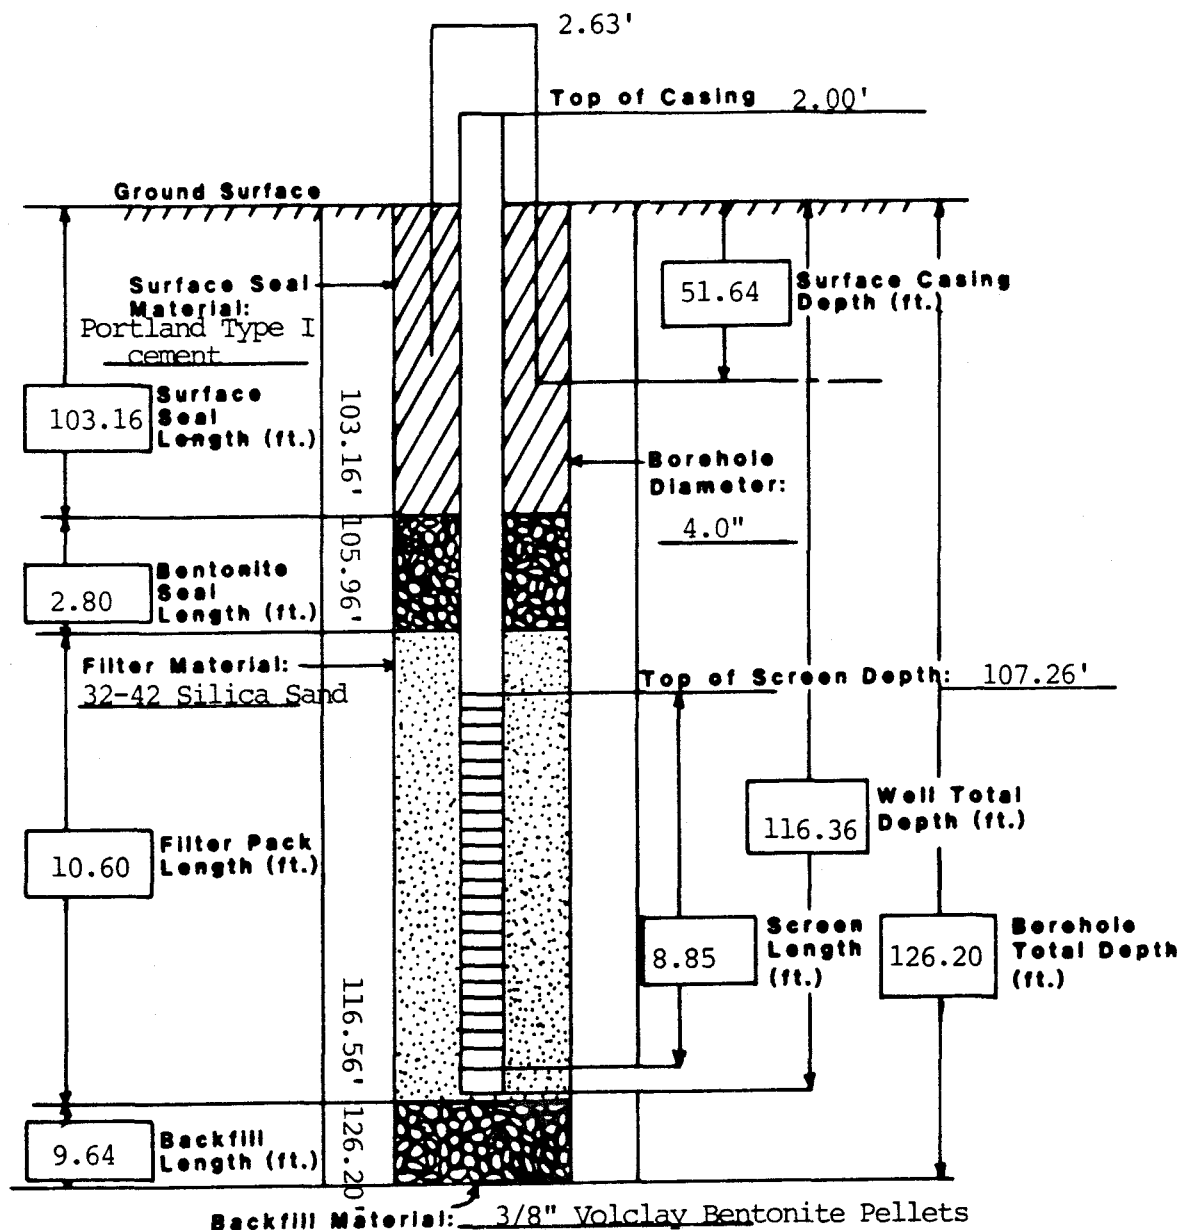 2.63'
Top of Casing 2.00'
Ground Surface
Surface Seal
Material:
Portland Type I
cement
51.64
Surface Casing
Depth (ft.)
103.16
Surface
Seal
Length (ft.)
103.16'
Borehole
Diameter:
4.0"
2.80
Bentonite
Seal
Length (ft.)
105.96'
Filter Material:
32-42 Silica Sand
Top of Screen Depth: 107.26'
116.36
Well Total
Depth (ft.)
10.60
Filter Pack
Length (ft.)
8.85
Screen
Length
(ft.)
126.20
Borehole
Total Depth
(ft.)
116.56'
9.64
Backfill
Length (ft.)
126.20'
Backfill Material: 3/8" Volclay Bentonite Pellets